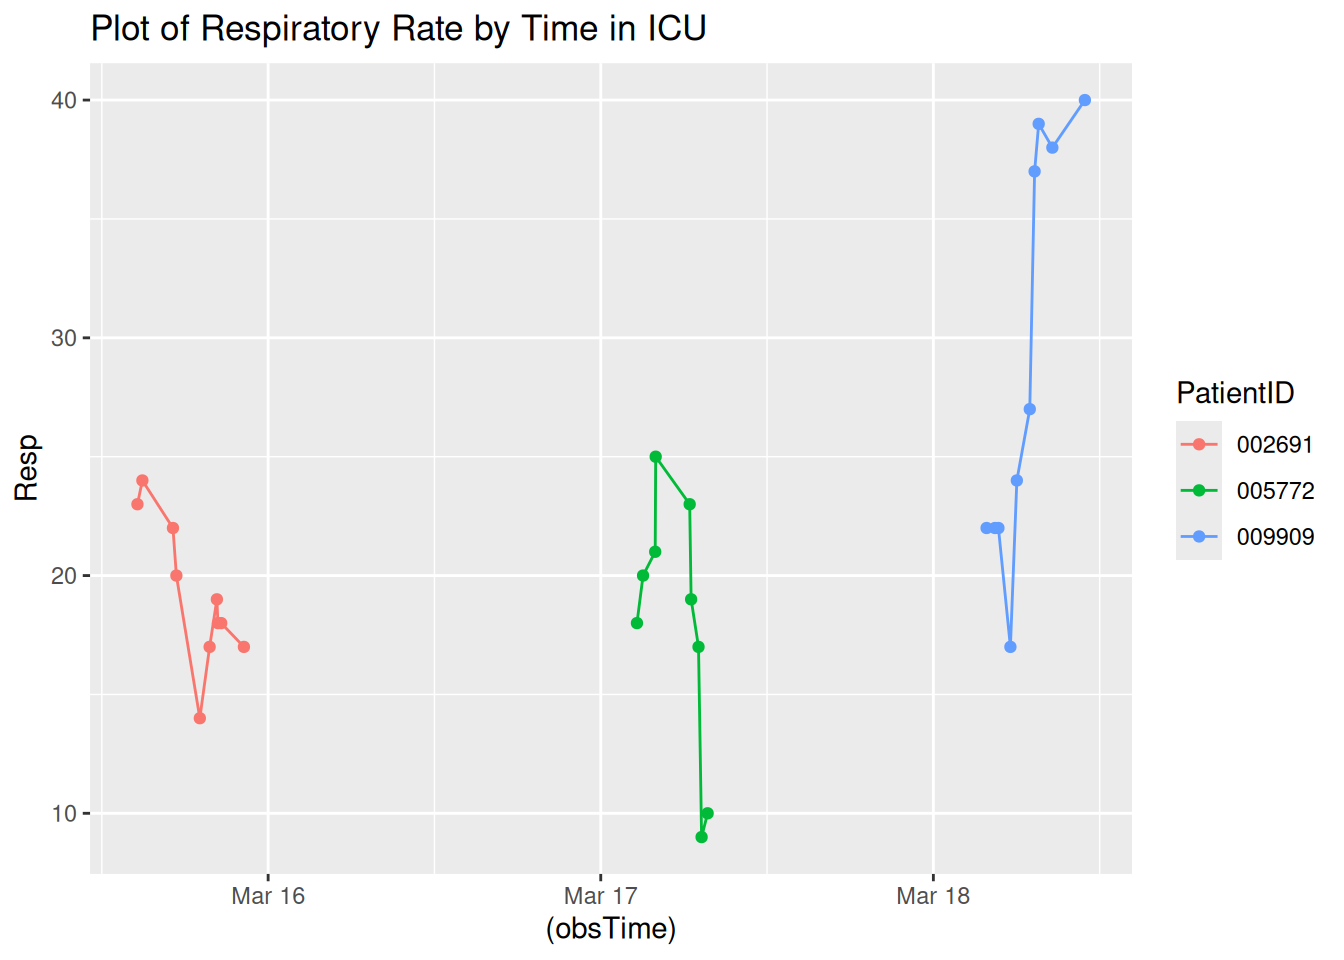 Plot of Respiratory Rate by Time in ICU
40
30
20
10
Resp
Mar 16
Mar 17
Mar 18
(obsTime)
PatientID
002691
005772
009909